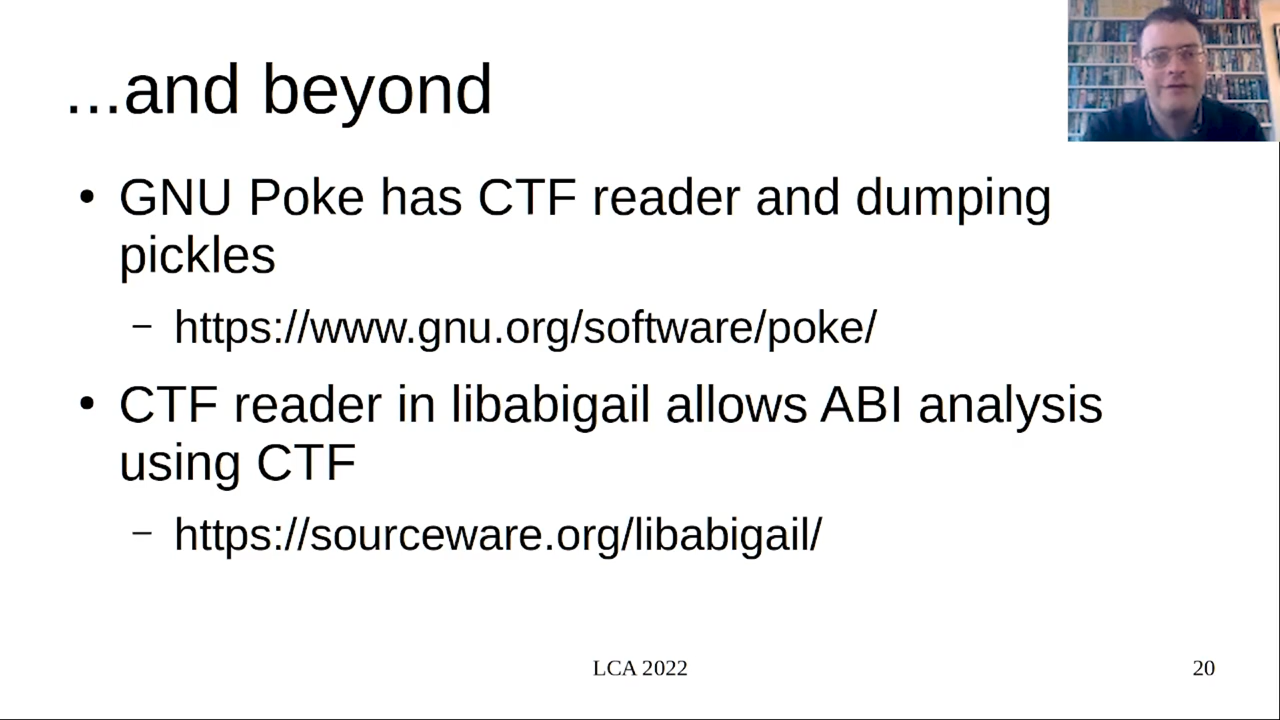 ...and beyond
• GNU Poke has CTF reader and dumping
pickles
– https://www.gnu.org/software/poke/
• CTF reader in libabigail allows ABI analysis
using CTF
– https://sourceware.org/libabigail/
LCA 2022
20